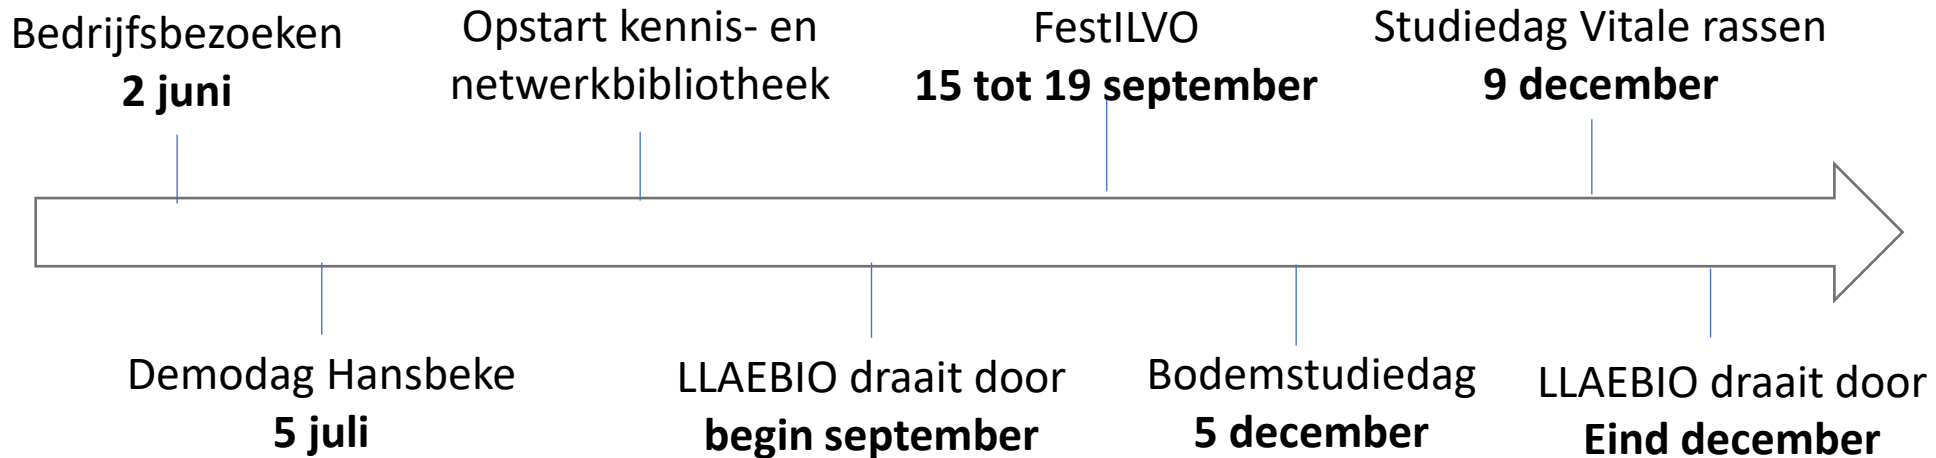 Bedrijfsbezoeken
2 juni
Opstart kennis- en
netwerkbibliotheek
FestILVO
15 tot 19 september
Studiedag Vitale rassen
9 december
Demodag Hansbeke
5 juli
LLAEBIO draait door
begin september
Bodemstudiedag
5 december
LLAEBIO draait door
Eind december